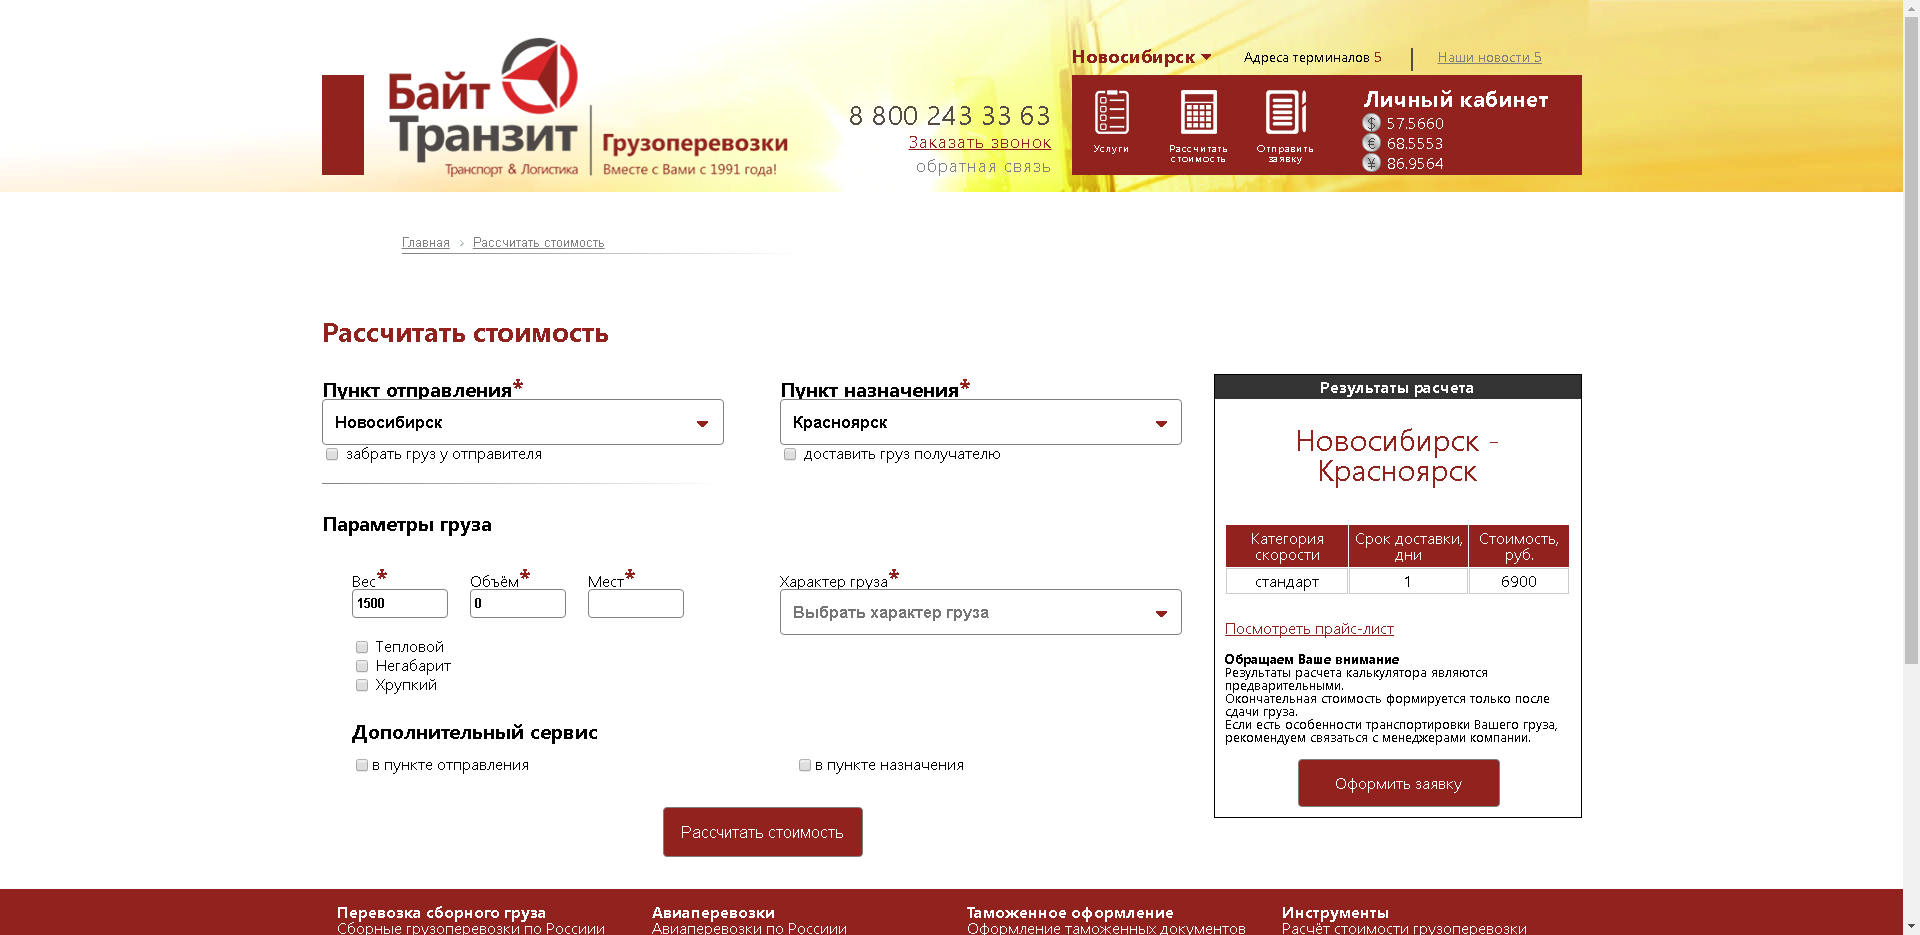 Байт
Транзит
Транспорт & Логистика
Грузоперевозки
Вместе с Вами с 1991 года!
8 800 243 33 63
Заказать звонок
обратная связь
Новосибирск
Адреса терминалов 5
Наши новости 5
Услуги
Рассчитать
стоимость
Отправить
заявку
Личный кабинет
$ 57.5660
€ 68.5553
¥ 86.9564
Главная > Рассчитать стоимость
Рассчитать стоимость
Пункт отправления*
Новосибирск
забрать груз у отправителя
Пункт назначения*
Красноярск
доставить груз получателю
Параметры груза
Вес*
1500
Объём*
0
Мест*
Характер груза*
Выбрать характер груза
Тепловой
Негабарит
Хрупкий
Дополнительный сервис
в пункте отправления
в пункте назначения
Рассчитать стоимость
Результаты расчета
Новосибирск -
Красноярск
Категория
скорости
Срок доставки,
дни
Стоимость,
руб.
стандарт 1 6900
Посмотреть прайс-лист
Обращаем Ваше внимание
Результаты расчета калькулятора являются
предварительными.
Окончательная стоимость формируется только после
сдачи груза.
Если есть особенности транспортировки Вашего груза,
рекомендуем связаться с менеджерами компании.
Оформить заявку
Перевозка сборного груза
Сборные грузоперевозки по Россиии
Авиаперевозки
Авиаперевозки по Россиии
Таможенное оформление
Оформление таможенных документов
Инструменты
Расчёт стоимости грузоперевозки